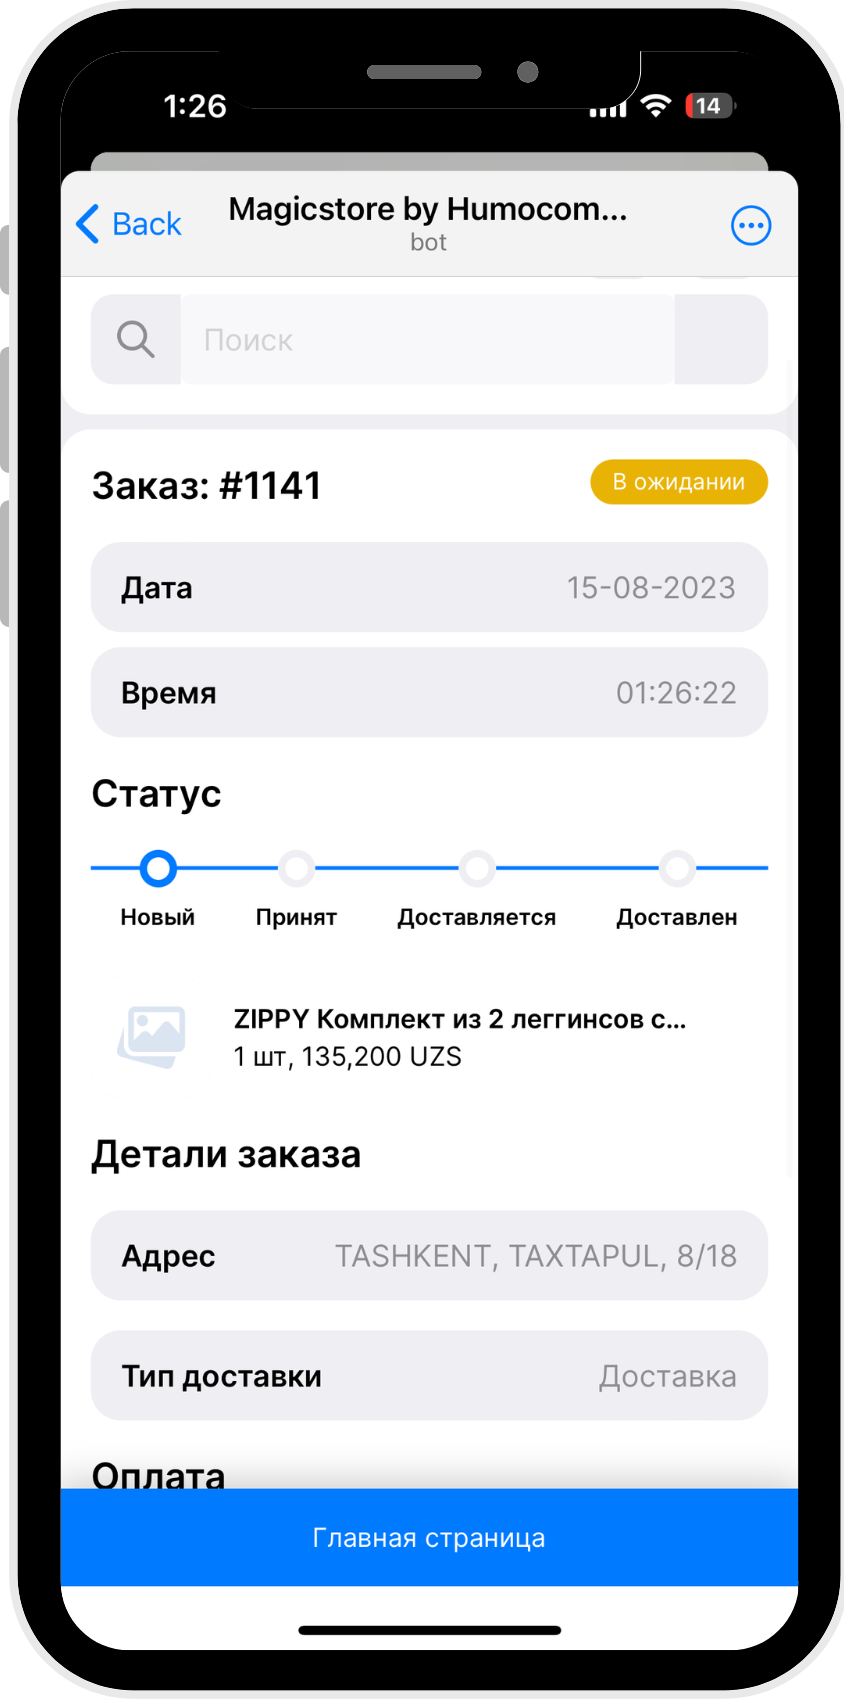 1:26
14
Back
Magicstore by Humocom...
bot
Поиск
Заказ: #1141
В ожидании
Дата
15-08-2023
Время
01:26:22
Статус
Новый
Принят
Доставляется
Доставлен
ZIPPY Комплект из 2 леггинсов с...
1 шт, 135,200 UZS
Детали заказа
Адрес
TASHKENT, TAXTAPUL, 8/18
Тип доставки
Доставка
Оплата
Главная страница